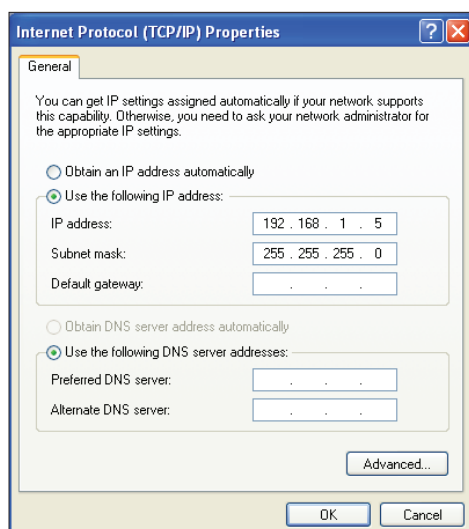 Internet Protocol (TCP/IP) Properties
General
You can get IP settings assigned automatically if your network supports
this capability. Otherwise, you need to ask your network administrator for
the appropriate IP settings.
Obtain an IP address automatically
Use the following IP address:
IP address: 192 . 168 . 1 . 5
Subnet mask: 255 . 255 . 255 . 0
Default gateway: . . .
Obtain DNS server address automatically
Use the following DNS server addresses:
Preferred DNS server: . . .
Alternate DNS server: . . .
Advanced...
OK Cancel